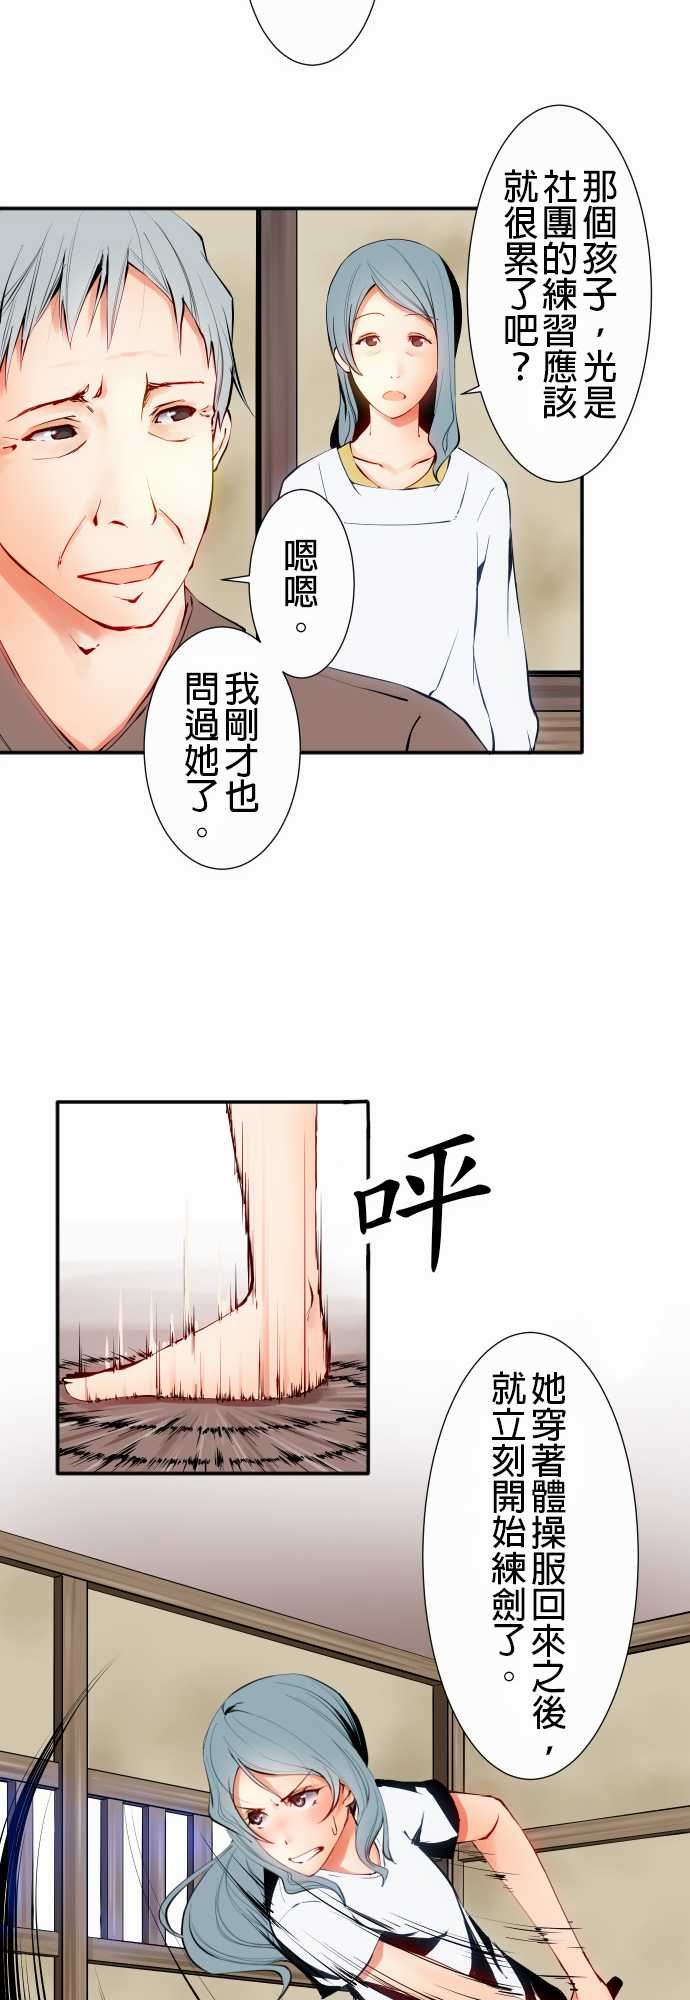 那個孩子，光是
社團的練習應該
就很累了吧？
嗯嗯。
我剛才也
問過她了。
呼
她穿著體操服回來之後，
就立刻開始練劍了。